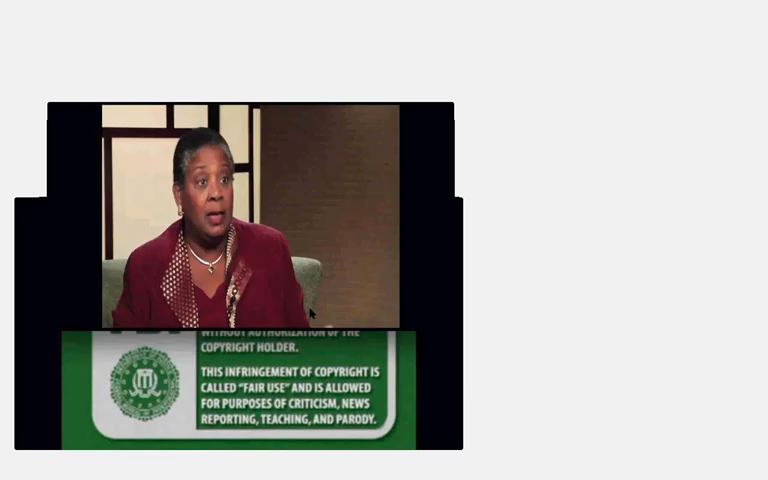 WITHOUT AUTHORIZATION OF THE
COPYRIGHT HOLDER.
THIS INFRINGEMENT OF COPYRIGHT IS
CALLED "FAIR USE" AND IS ALLOWED
FOR PURPOSES OF CRITICISM, NEWS
REPORTING, TEACHING, AND PARODY.